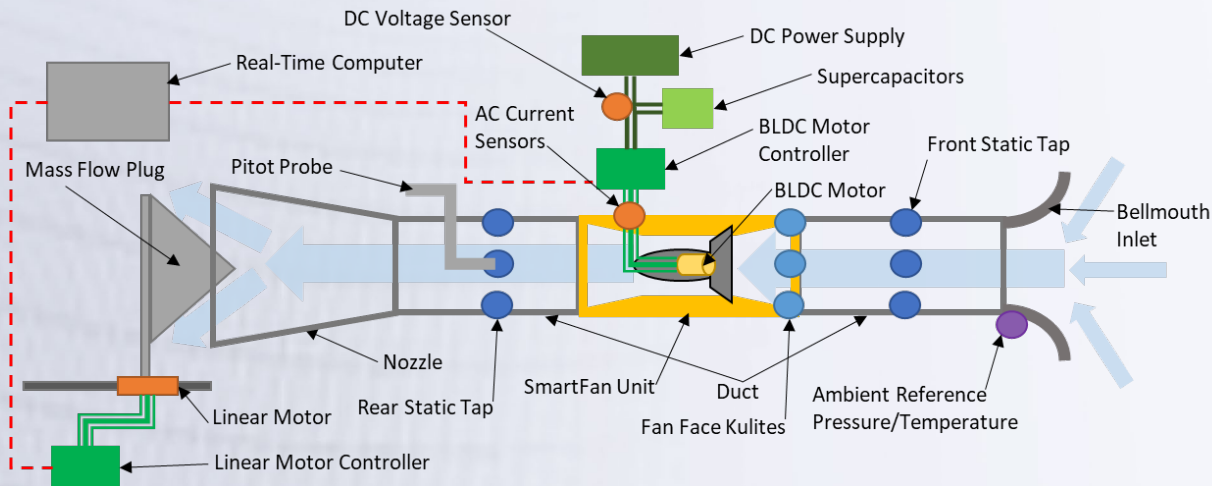 DC Voltage Sensor
DC Power Supply
Real-Time Computer
Supercapacitors
AC Current
Sensors
BLDC Motor
Controller
Front Static Tap
Mass Flow Plug
Pitot Probe
BLDC Motor
Bellmouth
Inlet
Nozzle
SmartFan Unit
Duct
Ambient Reference
Pressure/Temperature
Linear Motor
Rear Static Tap
Fan Face Kulites
Linear Motor Controller